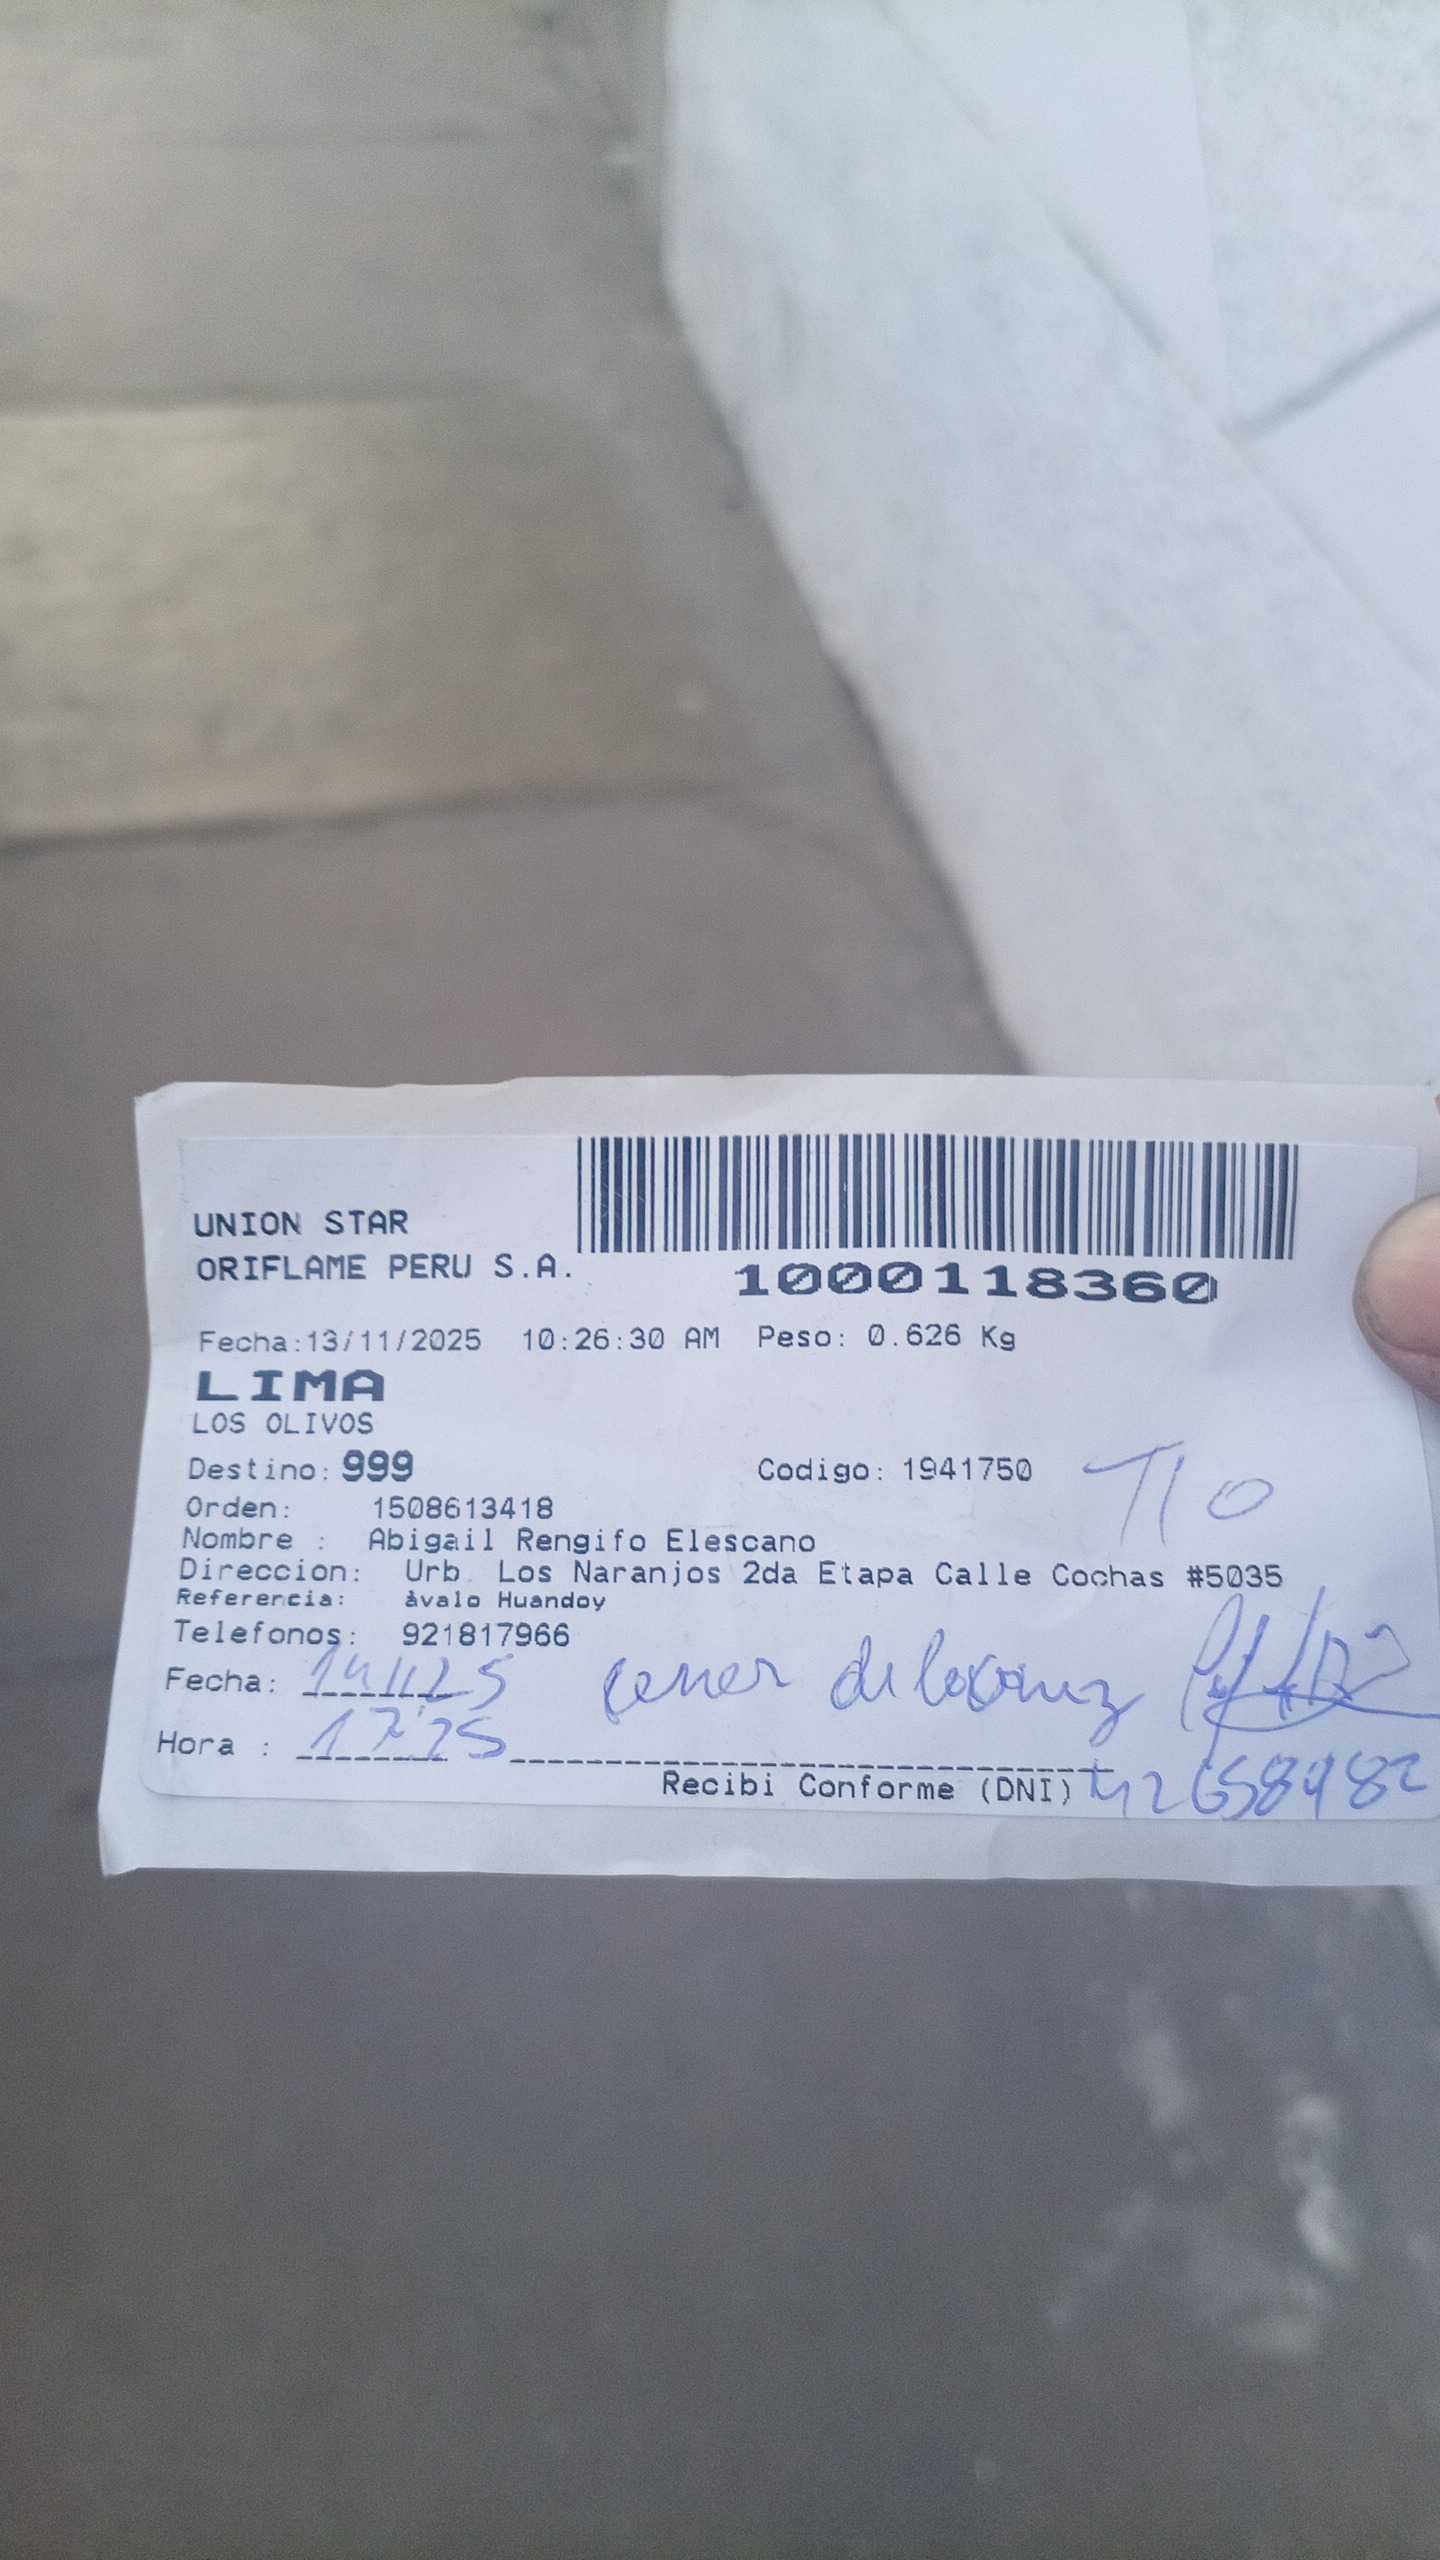 UNION STAR
ORIFLAME PERU S.A.
1000118360
Fecha:13/11/2025 10:26:30 AM Peso: 0.626 Kg
LIMA
LOS OLIVOS
Destino: 999 Codigo: 1941750 TIO
Orden: 1508613418
Nombre : Abigail Rengifo Elescano
Direccion: Urb. Los Naranjos 2da Etapa Calle Cochas #5035
Referencia: àvalo Huandoy
Telefonos: 921817966
Fecha: 14/11/25
Hora : 17:25
Recibi Conforme (DNI) 42658982